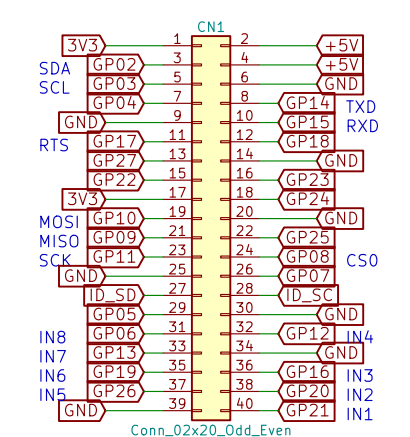 CN1
3V3 1 2 +5V
SDA GP02 3 4 +5V
SCL GP03 5 6 GND
GP04 7 8 GP14 TXD
GND 9 10 GP15 RXD
RTS GP17 11 12 GP18
GP27 13 14 GND
GP22 15 16 GP23
3V3 17 18 GP24
MOSI GP10 19 20 GND
MISO GP09 21 22 GP25
SCK GP11 23 24 GP08 CS0
GND 25 26 GP07
ID_SD 27 28 ID_SC
GP05 29 30 GND
IN8 GP06 31 32 GP12 IN4
IN7 GP13 33 34 GND
IN6 GP19 35 36 GP16 IN3
IN5 GP26 37 38 GP20 IN2
GND 39 40 GP21 IN1
Conn_02x20_Odd_Even